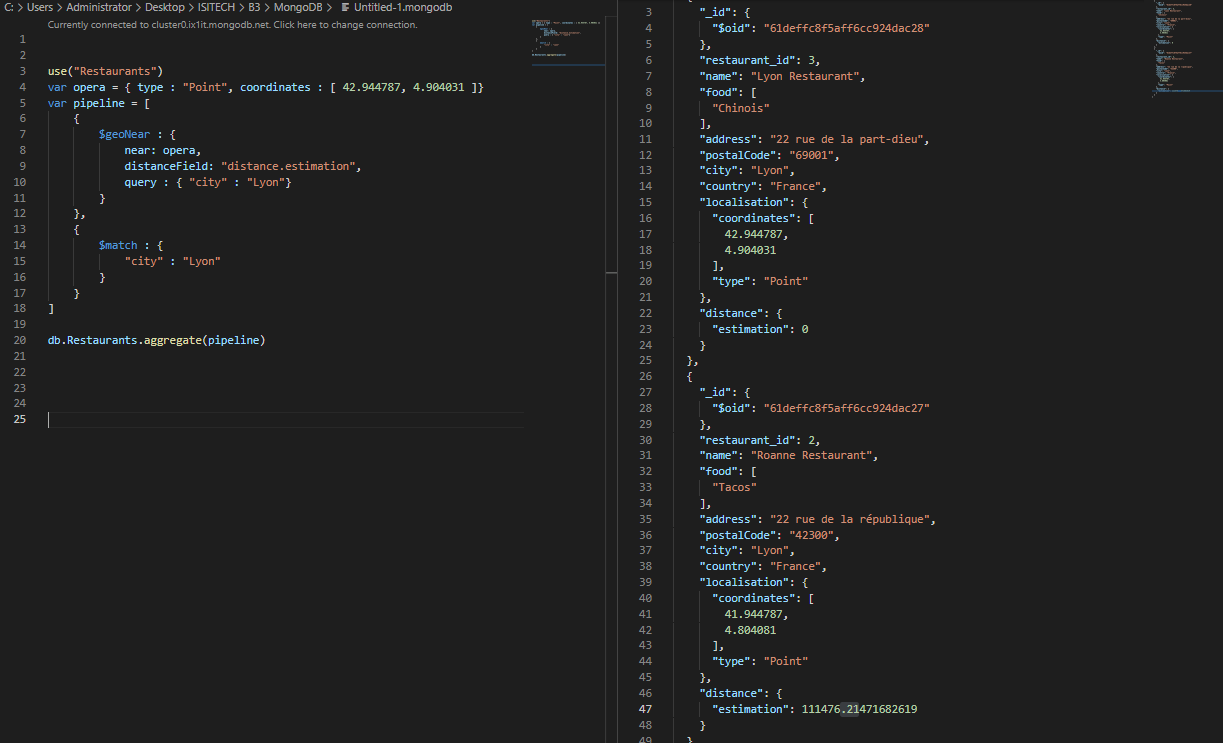 C: > Users > Administrator > Desktop > ISITECH > B3 > MongoDB > Untitled-1.mongodb
Currently connected to cluster0.ix1it.mongodb.net. Click here to change connection.
1
2
3 use("Restaurants")
4 var opera = { type : "Point", coordinates : [ 42.944787, 4.904031 ]}
5 var pipeline = [
6 {
7 $geoNear : {
8 near: opera,
9 distanceField: "distance.estimation",
10 query : { "city" : "Lyon"}
11 }
12 },
13 {
14 $match : {
15 "city" : "Lyon"
16 }
17 }
18 ]
19
20 db.Restaurants.aggregate(pipeline)
21
22
23
24
25
3 "_id": {
4 "$oid": "61deffc8f5aff6cc924dac28"
5 },
6 "restaurant_id": 3,
7 "name": "Lyon Restaurant",
8 "food": [
9 "Chinois"
10 ],
11 "address": "22 rue de la part-dieu",
12 "postalCode": "69001",
13 "city": "Lyon",
14 "country": "France",
15 "localisation": {
16 "coordinates": [
17 42.944787,
18 4.904031
19 ],
20 "type": "Point"
21 },
22 "distance": {
23 "estimation": 0
24 }
25 },
26 {
27 "_id": {
28 "$oid": "61deffc8f5aff6cc924dac27"
29 },
30 "restaurant_id": 2,
31 "name": "Roanne Restaurant",
32 "food": [
33 "Tacos"
34 ],
35 "address": "22 rue de la république",
36 "postalCode": "42300",
37 "city": "Lyon",
38 "country": "France",
39 "localisation": {
40 "coordinates": [
41 41.944787,
42 4.804081
43 ],
44 "type": "Point"
45 },
46 "distance": {
47 "estimation": 111476.21471682619
48 }
49 }